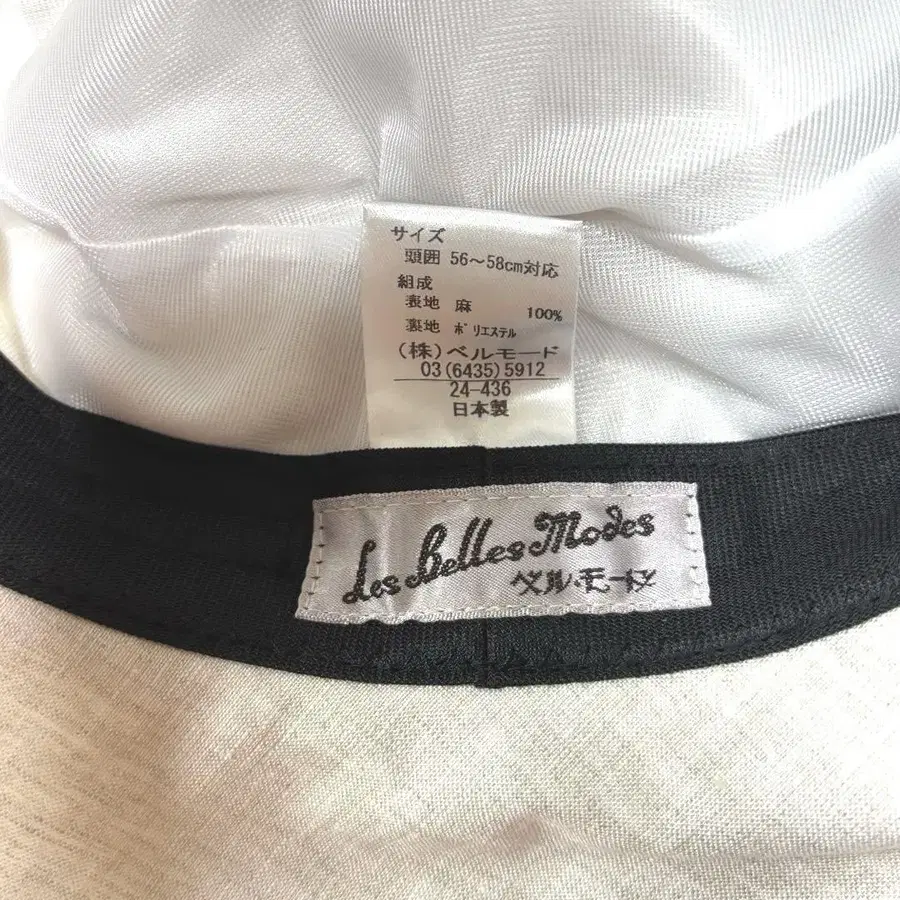 サイズ
頭囲 56～58cm対応
組成
表地 麻 100%
裏地 ポリエステル
(株)ベルモード
03(6435)5912
24-436
日本製
Les Belles Modes
ベル・モード